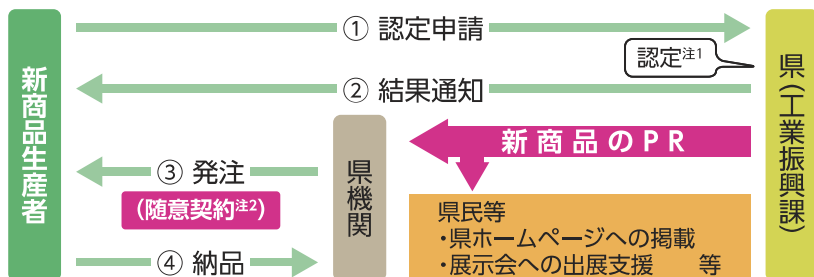 新商品生産者
① 認定申請
認定注1
② 結果通知
県（工業振興課）
新商品のPR
県機関
③ 発注
（随意契約注2）
④ 納品
県民等
・県ホームページへの掲載
・展示会への出展支援　等